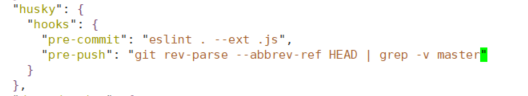 "husky": {
"hooks": {
"pre-commit": "eslint . --ext .js",
"pre-push": "git rev-parse --abbrev-ref HEAD | grep -v master"
}
},